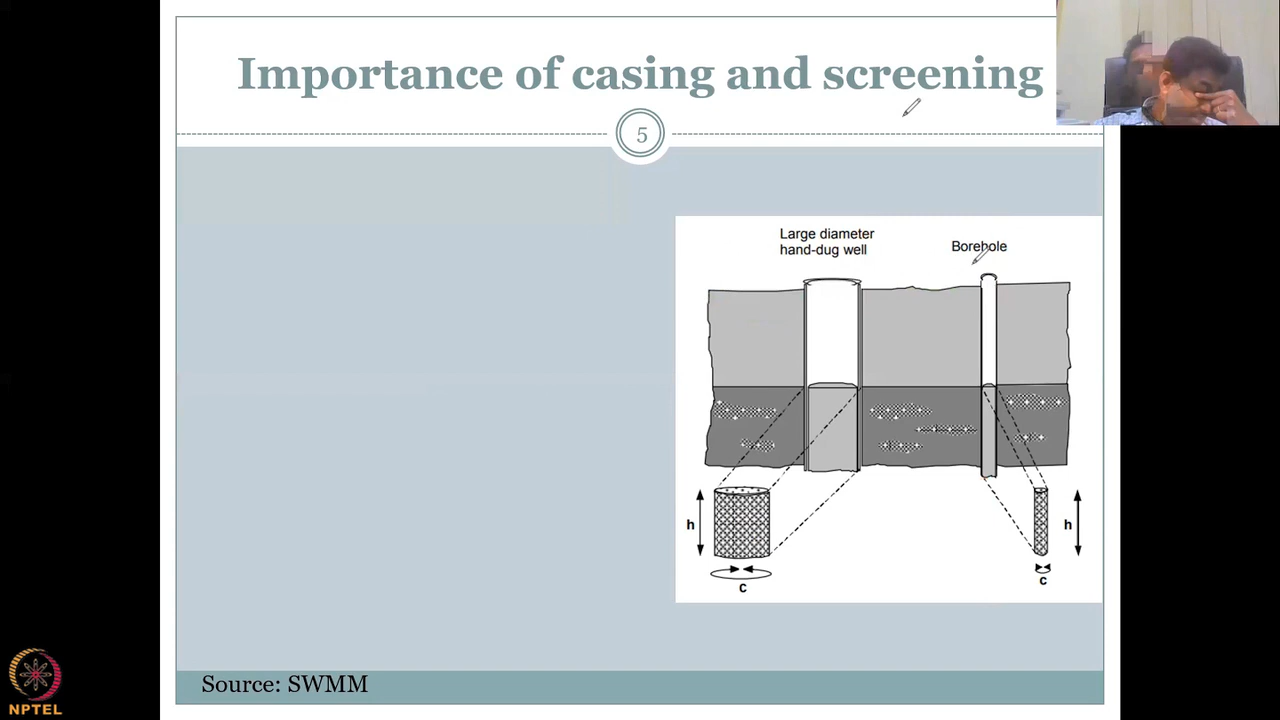 Importance of casing and screening
5
Large diameter
hand-dug well
Borehole
h
h
c
c
Source: SWMM
NPTEL